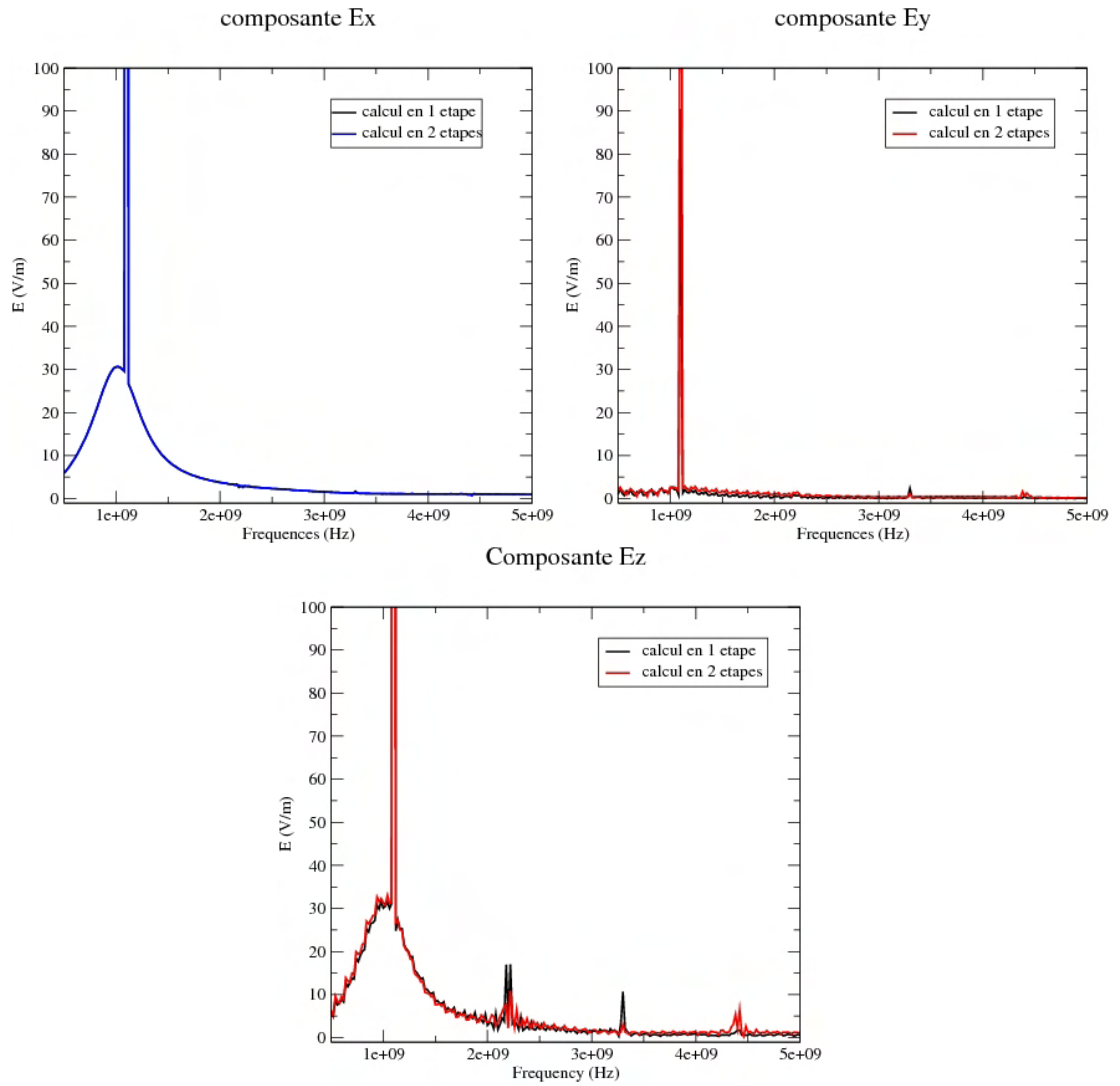 composante Ex
100
90
80
70
60
50
40
30
20
10
0
E (V/m)
calcul en 1 etape
calcul en 2 etapes
1e+09 2e+09 3e+09 4e+09 5e+09
Frequences (Hz)
composante Ey
100
90
80
70
60
50
40
30
20
10
0
E (V/m)
calcul en 1 etape
calcul en 2 etapes
1e+09 2e+09 3e+09 4e+09 5e+09
Frequences (Hz)
Composante Ez
100
90
80
70
60
50
40
30
20
10
0
E (V/m)
calcul en 1 etape
calcul en 2 etapes
1e+09 2e+09 3e+09 4e+09 5e+09
Frequency (Hz)